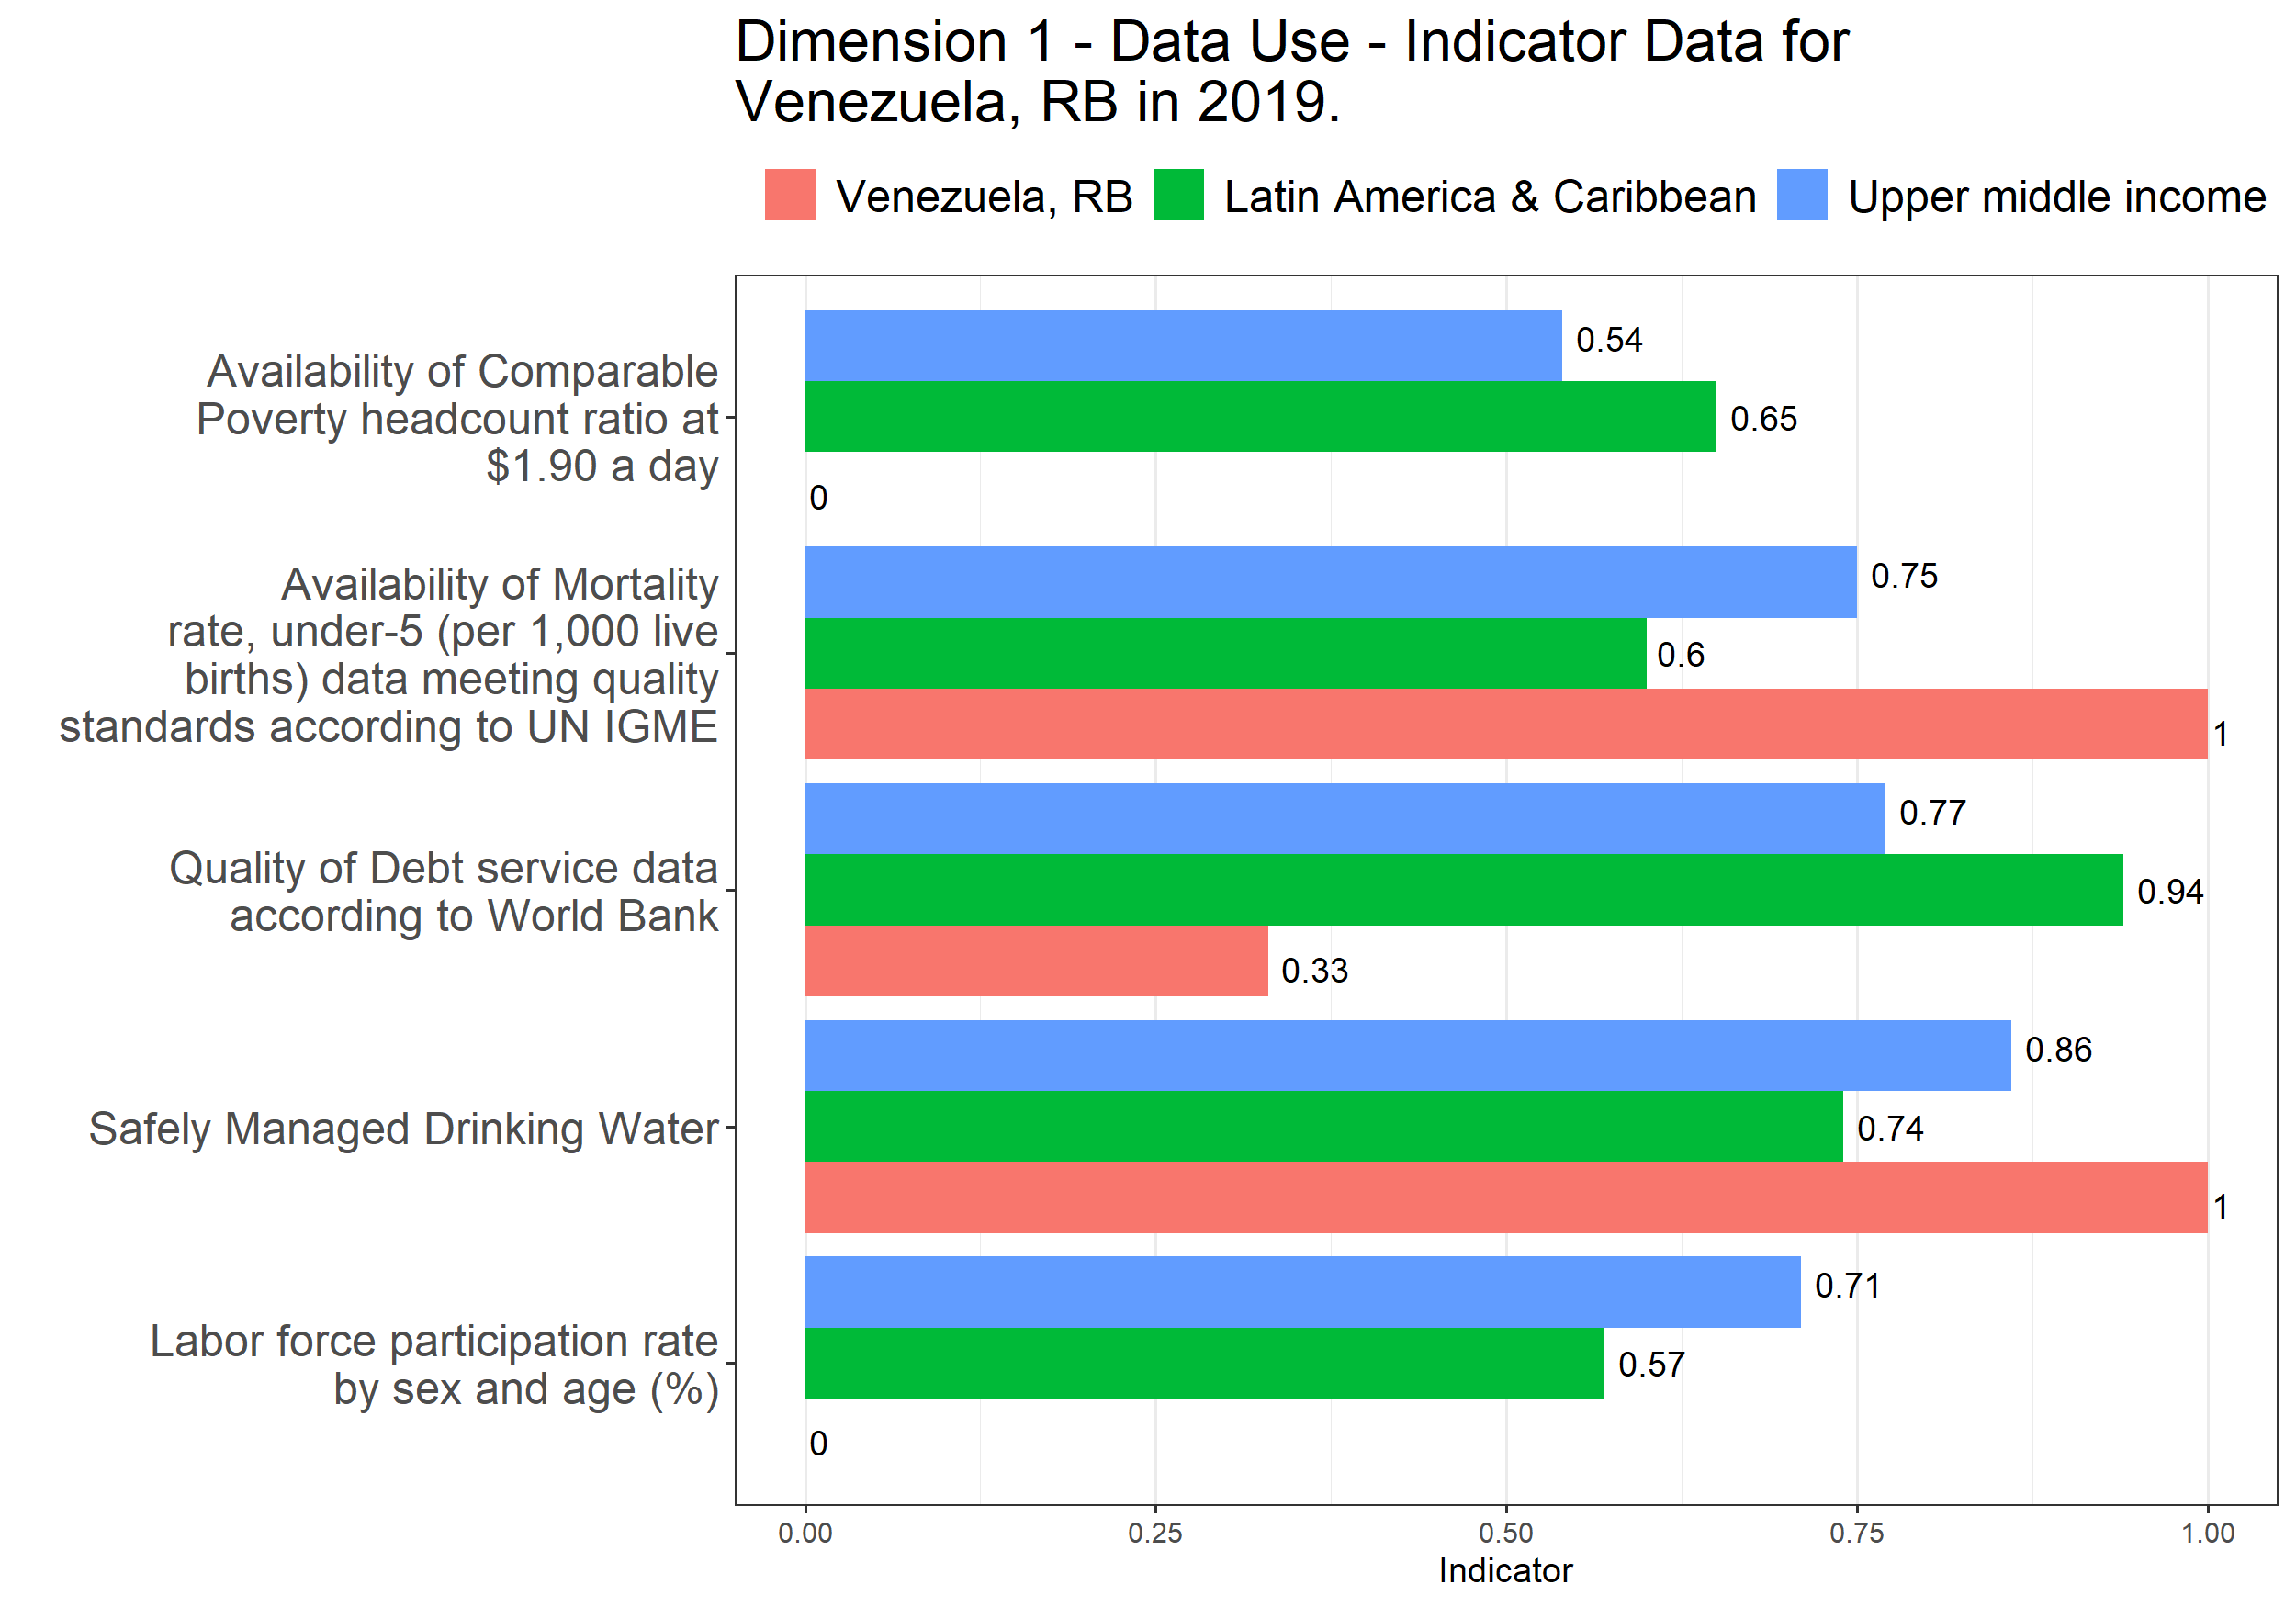 Dimension 1 - Data Use - Indicator Data for
Venezuela, RB in 2019.
Venezuela, RB
Latin America & Caribbean
Upper middle income
Availability of Comparable
Poverty headcount ratio at
$1.90 a day
0.54
0.65
0
Availability of Mortality
rate, under-5 (per 1,000 live
births) data meeting quality
standards according to UN IGME
0.75
0.6
1
Quality of Debt service data
according to World Bank
0.77
0.94
0.33
Safely Managed Drinking Water
0.86
0.74
1
Labor force participation rate
by sex and age (%)
0.71
0.57
0
0.00
0.25
0.50
0.75
1.00
Indicator